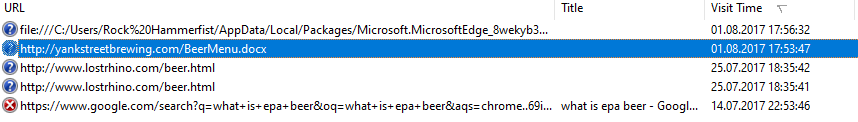 URL Title Visit Time
file:///C:/Users/Rock%20Hammerfist/AppData/Local/Packages/Microsoft.MicrosoftEdge_8wekyb3... 01.08.2017 17:56:32
http://yankstreetbrewing.com/BeerMenu.docx 01.08.2017 17:53:47
http://www.lostrhino.com/beer.html 25.07.2017 18:35:42
http://www.lostrhino.com/beer.html 25.07.2017 18:35:41
https://www.google.com/search?q=what+is+epa+beer&oq=what+is+epa+beer&aqs=chrome..69i... what is epa beer - Googl... 14.07.2017 22:53:46